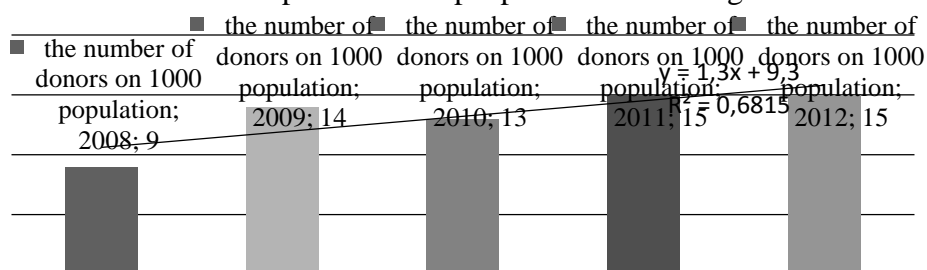 the number of
donors on 1000
population;
2008; 9
the number of
donors on 1000
population;
2009; 14
the number of
donors on 1000
population;
2010; 13
the number of
donors on 1000
population;
2011; 15
the number of
donors on 1000
population;
2012; 15
y = 1,3x + 9,3
R² = 0,6815